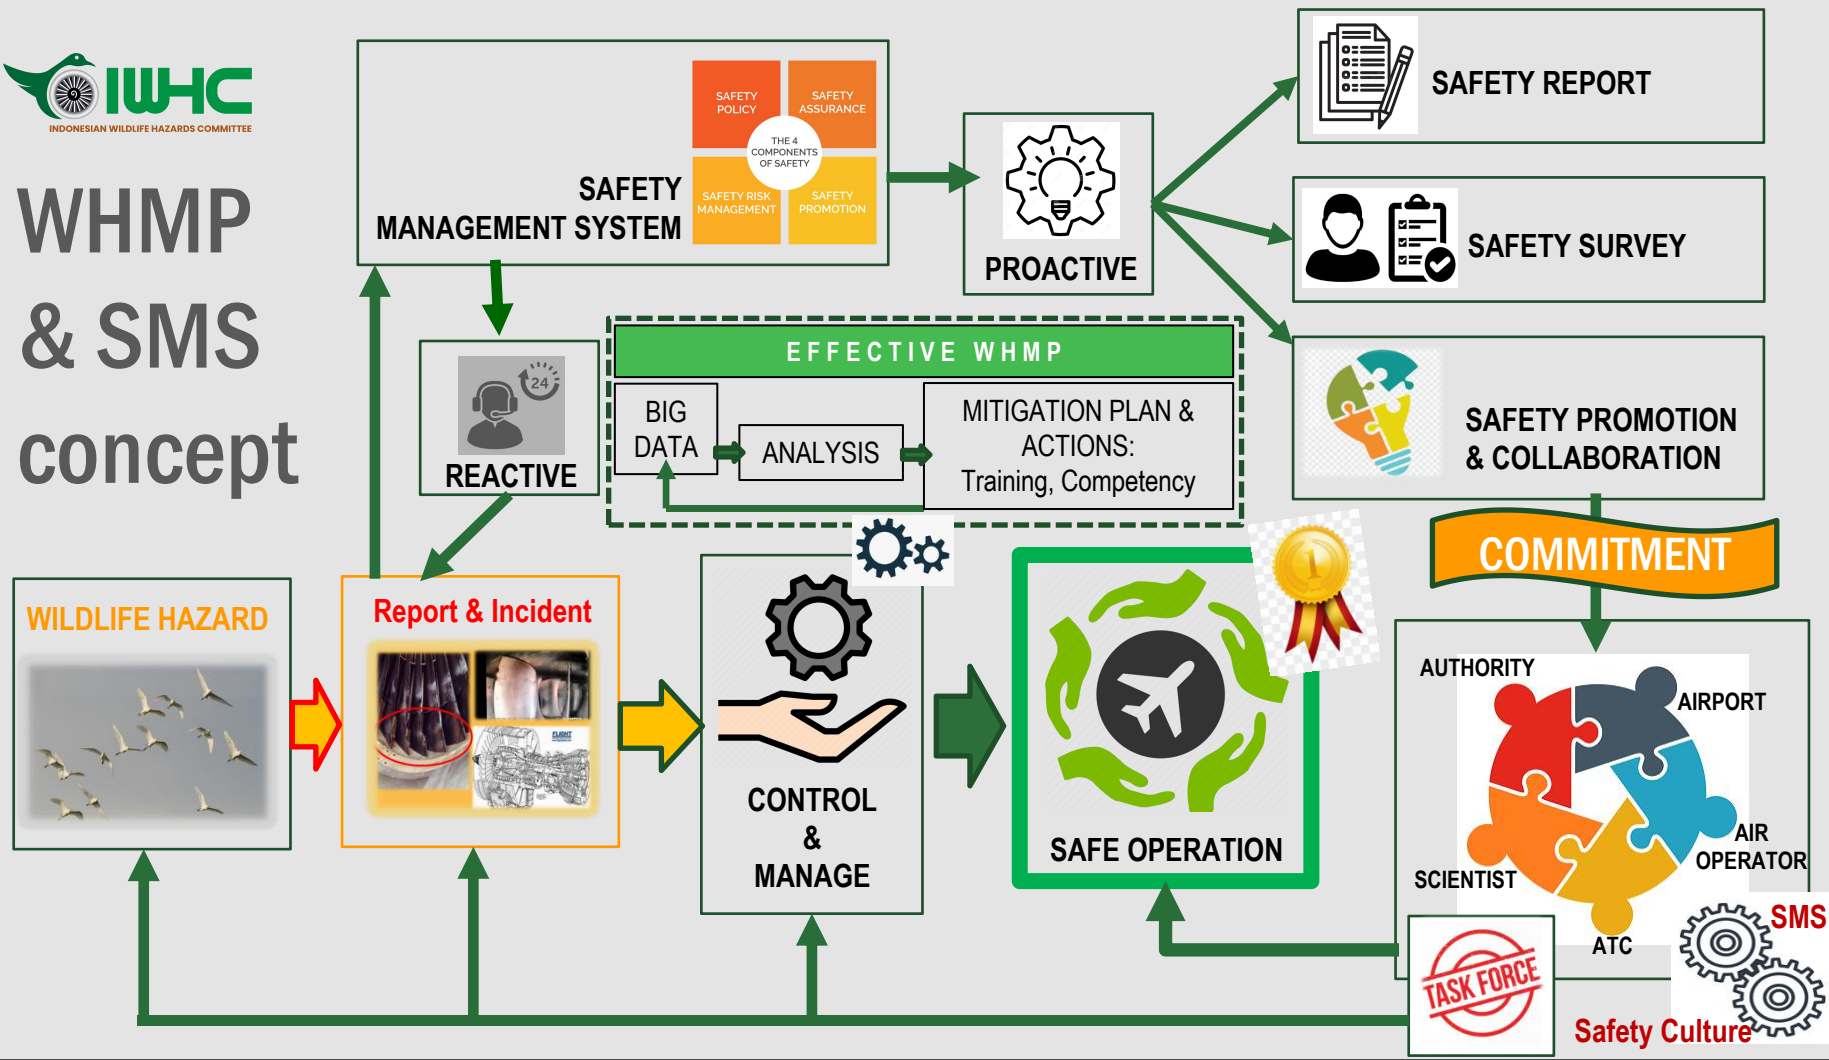 IWHC
INDONESIAN WILDLIFE HAZARDS COMMITTEE
WHMP
& SMS
concept
SAFETY
MANAGEMENT SYSTEM
SAFETY
POLICY
SAFETY
ASSURANCE
THE 4
COMPONENTS
OF SAFETY
SAFETY RISK
MANAGEMENT
SAFETY
PROMOTION
PROACTIVE
SAFETY REPORT
SAFETY SURVEY
SAFETY PROMOTION
& COLLABORATION
24
REACTIVE
EFFECTIVE WHMP
BIG
DATA
ANALYSIS
MITIGATION PLAN &
ACTIONS:
Training, Competency
COMMITMENT
WILDLIFE HAZARD
Report & Incident
FLIGHT
CONTROL
&
MANAGE
1
SAFE OPERATION
AUTHORITY
AIRPORT
AIR
OPERATOR
SCIENTIST
ATC
TASK FORCE
SMS
Safety Culture